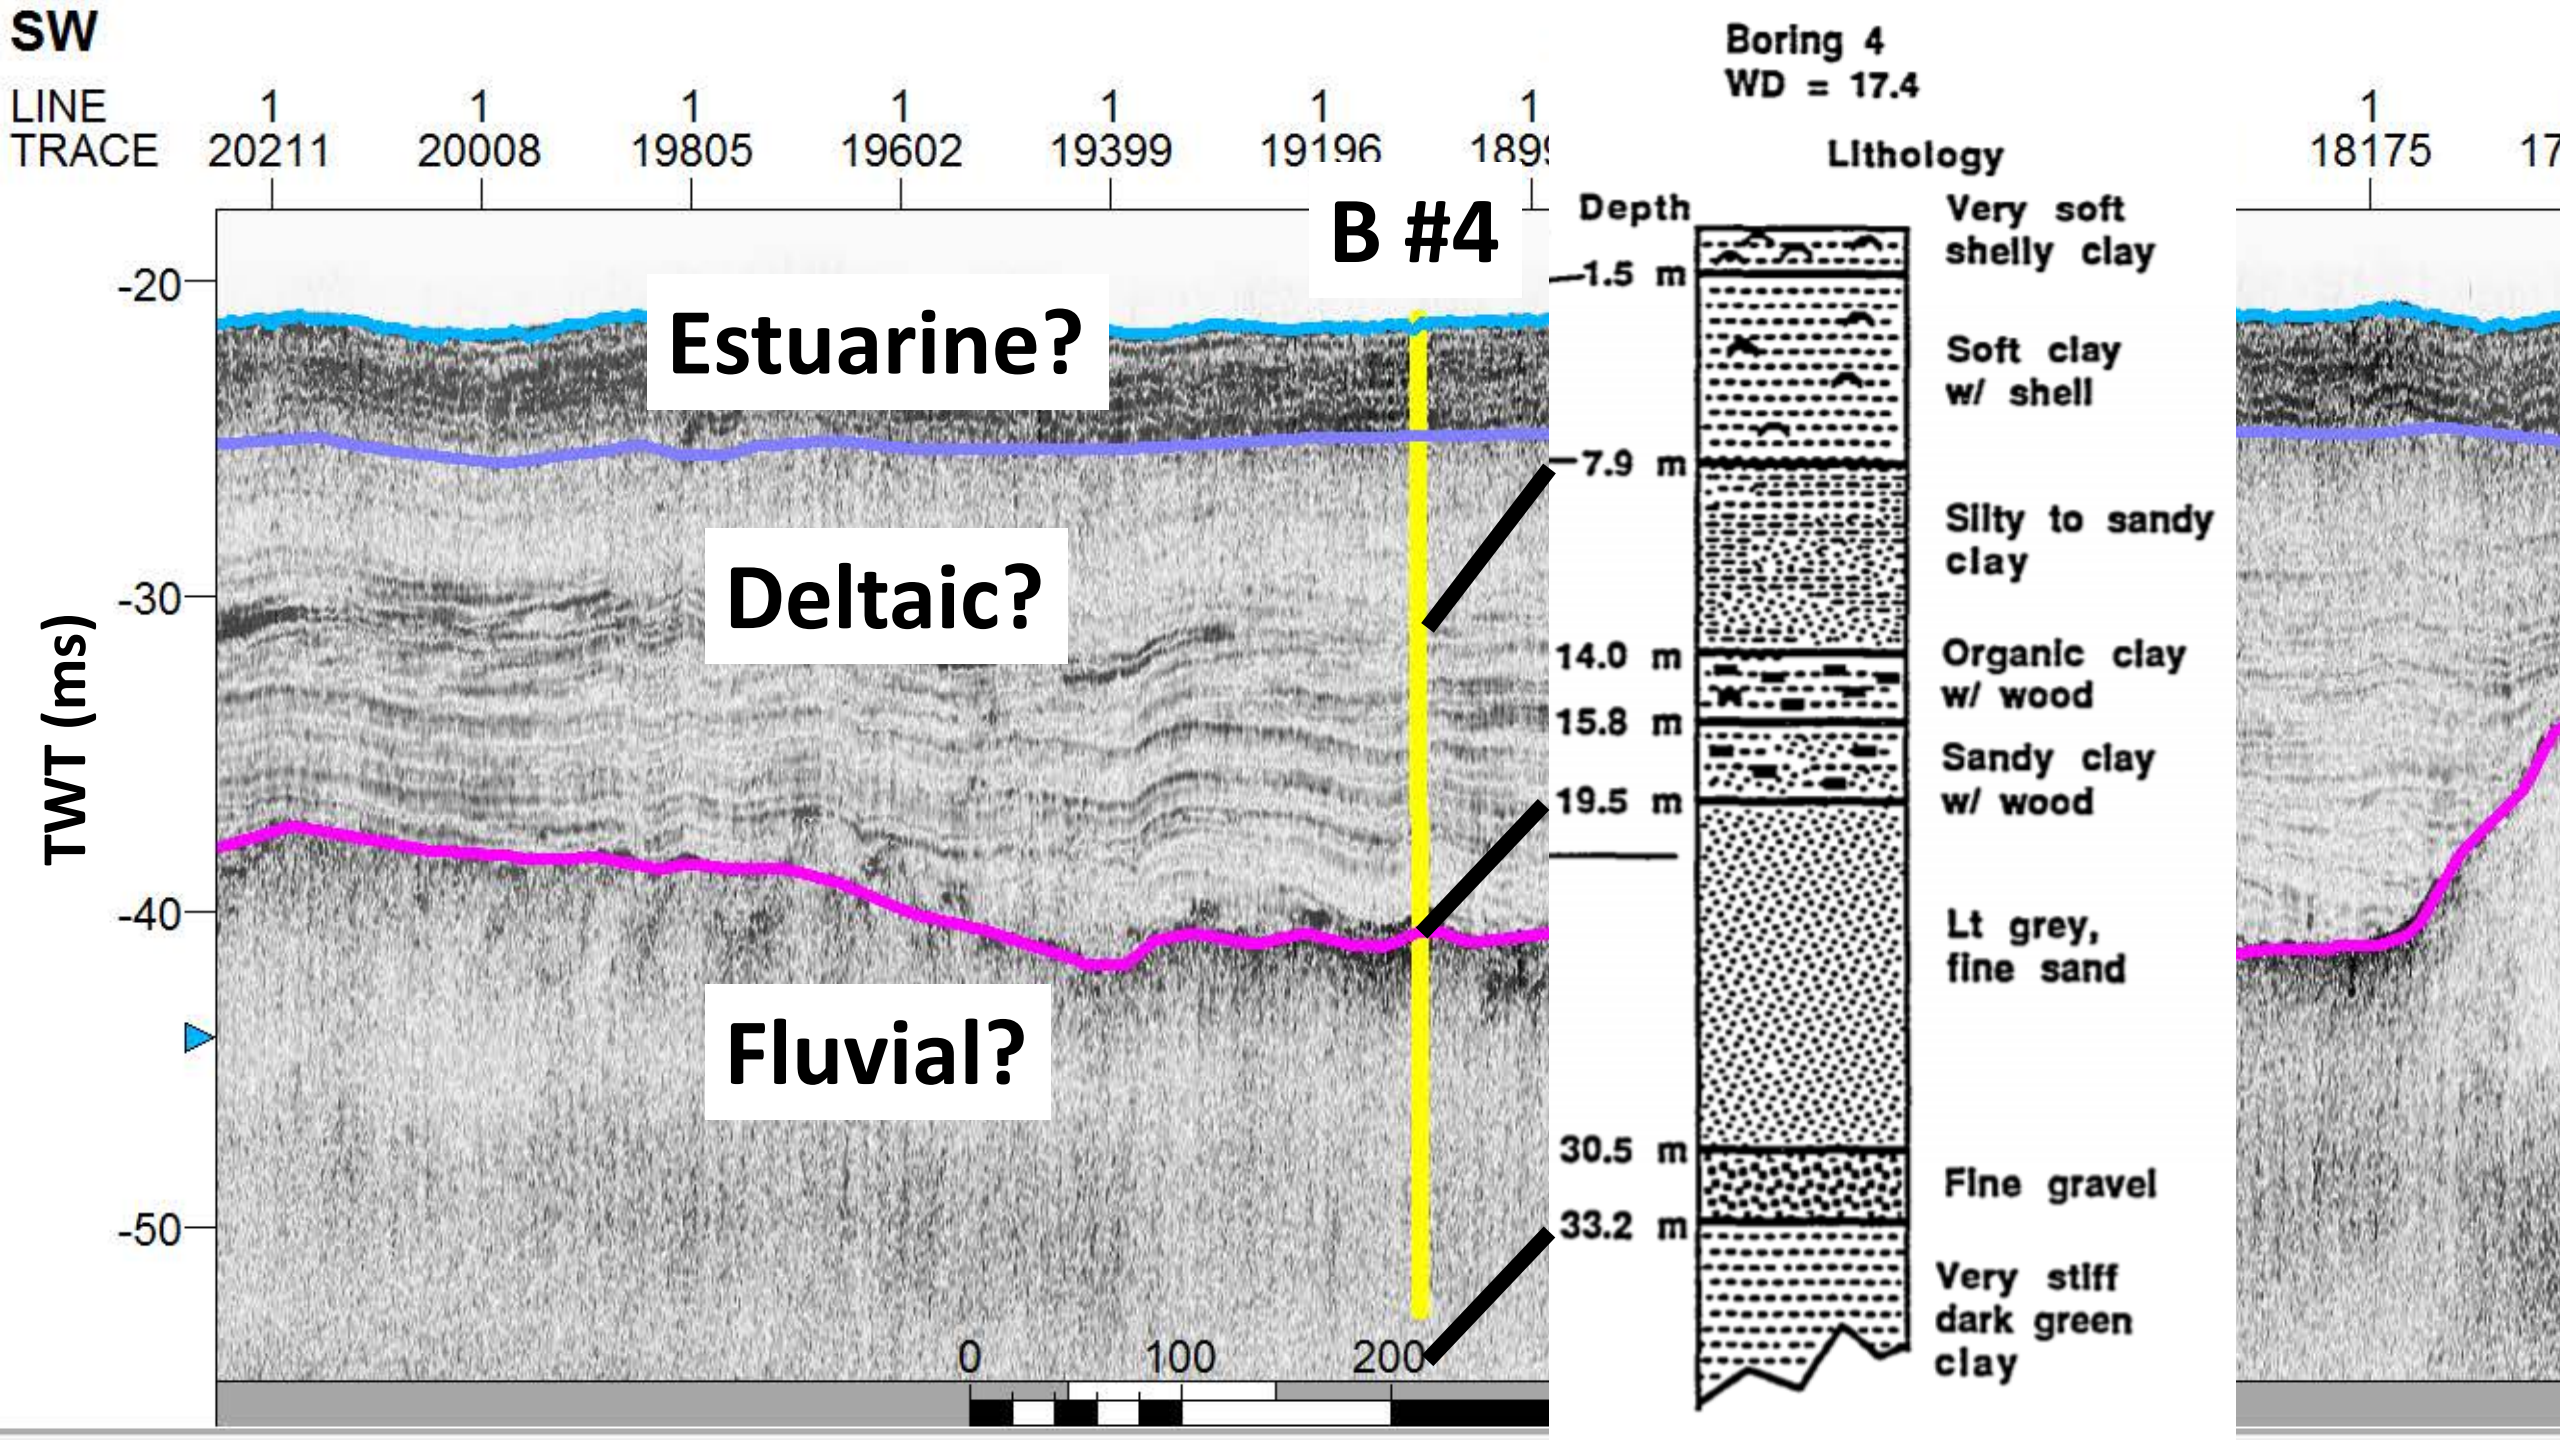 SW
LINE 1 1 1 1 1 1 1 1
TRACE 20211 20008 19805 19602 19399 19196 1899 18175 17
B #4
-20
-30
-40
-50
TWT (ms)
Estuarine?
Deltaic?
Fluvial?
0 100 200
Boring 4
WD = 17.4
Lithology
Depth
Very soft
shelly clay
1.5 m
Soft clay
w/ shell
7.9 m
Silty to sandy
clay
14.0 m
Organic clay
w/ wood
15.8 m
Sandy clay
w/ wood
19.5 m
Lt grey,
fine sand
30.5 m
Fine gravel
33.2 m
Very stiff
dark green
clay